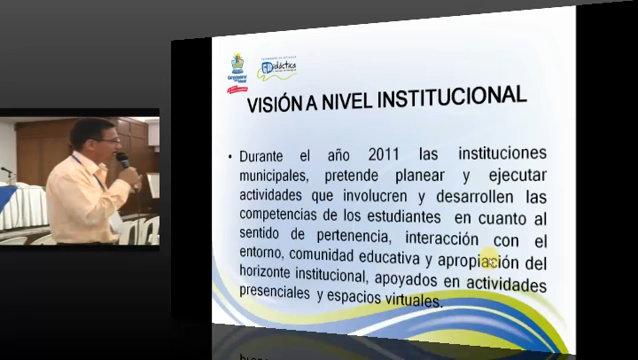 Didáctica
VISIÓN A NIVEL INSTITUCIONAL
• Durante el año 2011 las instituciones
municipales, pretende planear y ejecutar
actividades que involucren y desarrollen las
competencias de los estudiantes en cuanto al
sentido de pertenencia, interacción con el
entorno, comunidad educativa y apropiación del
horizonte institucional, apoyados en actividades
presenciales y espacios virtuales.